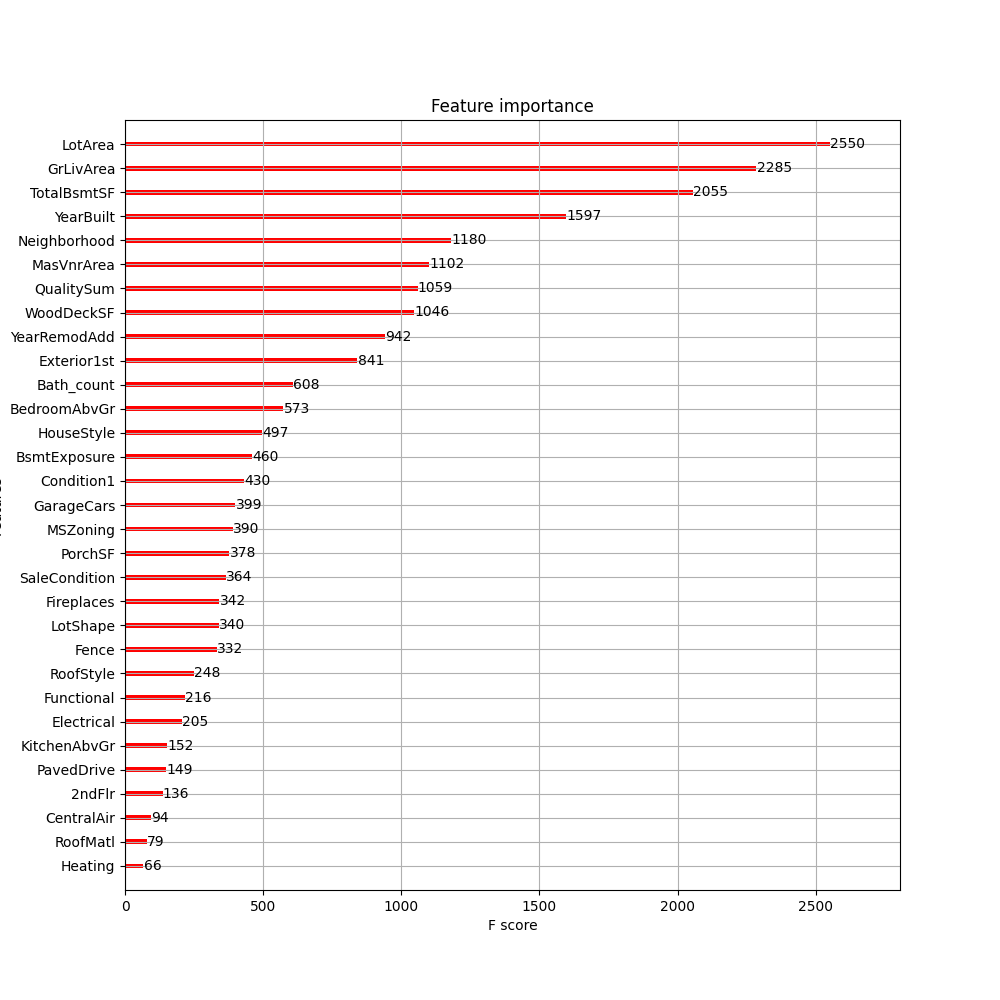 Feature importance
LotArea 2550
GrLivArea 2285
TotalBsmtSF 2055
YearBuilt 1597
Neighborhood 1180
MasVnrArea 1102
QualitySum 1059
WoodDeckSF 1046
YearRemodAdd 942
Exterior1st 841
Bath_count 608
BedroomAbvGr 573
HouseStyle 497
BsmtExposure 460
Condition1 430
GarageCars 399
MSZoning 390
PorchSF 378
SaleCondition 364
Fireplaces 342
LotShape 340
Fence 332
RoofStyle 248
Functional 216
Electrical 205
KitchenAbvGr 152
PavedDrive 149
2ndFlr 136
CentralAir 94
RoofMatl 79
Heating 66
0 500 1000 1500 2000 2500
F score